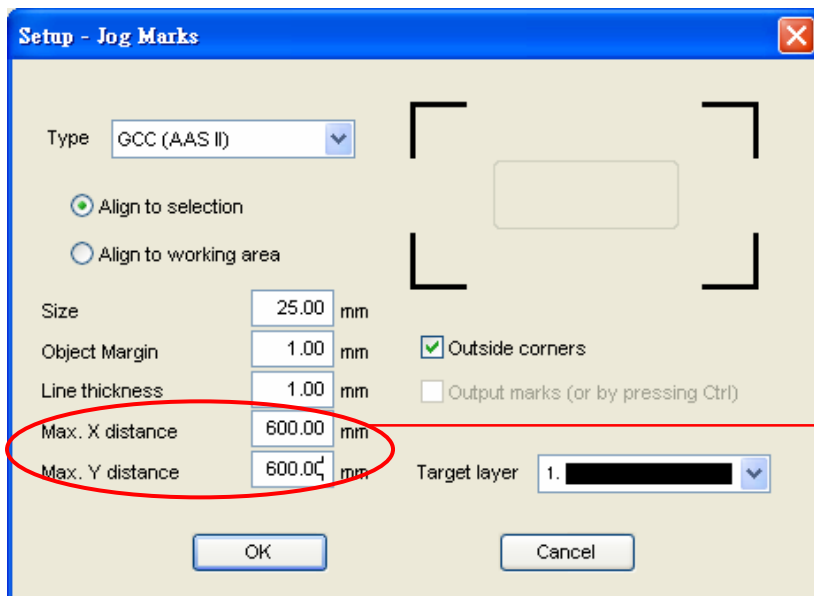 Setup - Jog Marks
Type GCC (AAS II)
Align to selection
Align to working area
Size 25.00 mm
Object Margin 1.00 mm
Outside corners
Line thickness 1.00 mm
Output marks (or by pressing Ctrl)
Max. X distance 600.00 mm
Max. Y distance 600.00 mm
Target layer 1.
OK
Cancel